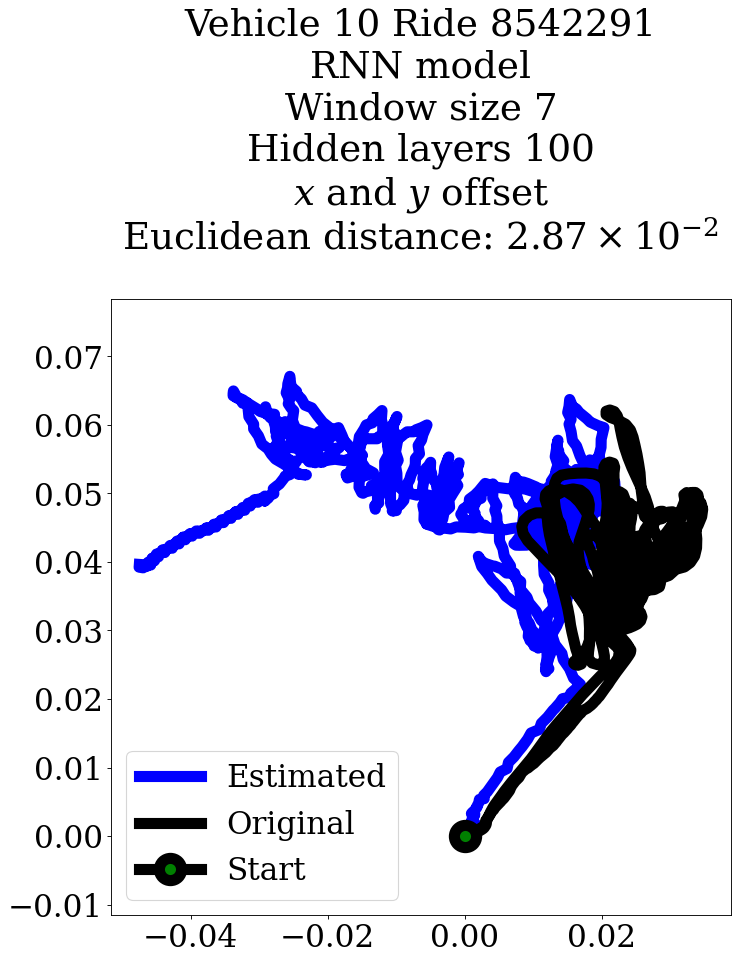 Vehicle 10 Ride 8542291
RNN model
Window size 7
Hidden layers 100
x and y offset
Euclidean distance: 2.87 × 10⁻²
0.07
0.06
0.05
0.04
0.03
0.02
0.01
0.00
−0.01
Estimated
Original
Start
−0.04 −0.02 0.00 0.02